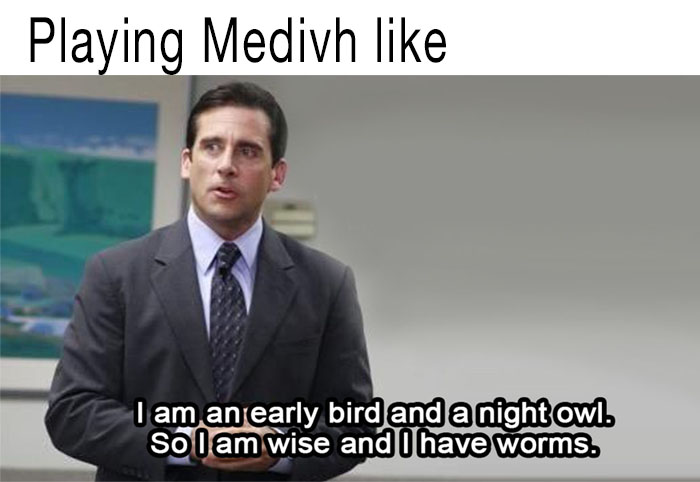 Playing Medivh like
I am an early bird and a night owl.
So I am wise and I have worms.